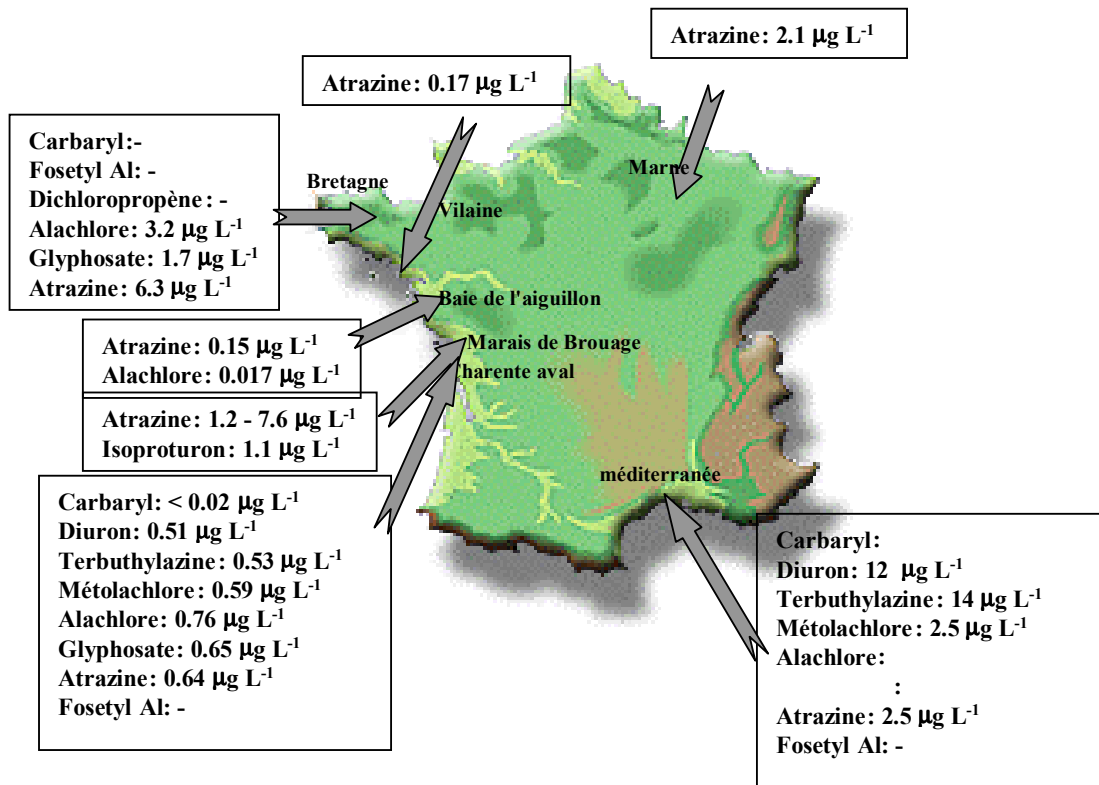 Atrazine: 2.1 µg L-1
Atrazine: 0.17 µg L-1
Carbaryl:-
Fosetyl Al: -
Dichloropropène : -
Alachlore: 3.2 µg L-1
Glyphosate: 1.7 µg L-1
Atrazine: 6.3 µg L-1
Bretagne
Vilaine
Marne
Baie de l'aiguillon
Marais de Brouage
harente aval
méditerranée
Atrazine: 0.15 µg L-1
Alachlore: 0.017 µg L-1
Atrazine: 1.2 - 7.6 µg L-1
Isoproturon: 1.1 µg L-1
Carbaryl: < 0.02 µg L-1
Diuron: 0.51 µg L-1
Terbuthylazine: 0.53 µg L-1
Métolachlore: 0.59 µg L-1
Alachlore: 0.76 µg L-1
Glyphosate: 0.65 µg L-1
Atrazine: 0.64 µg L-1
Fosetyl Al: -
Carbaryl:
Diuron: 12 µg L-1
Terbuthylazine: 14 µg L-1
Métolachlore: 2.5 µg L-1
Alachlore:
:
Atrazine: 2.5 µg L-1
Fosetyl Al: -